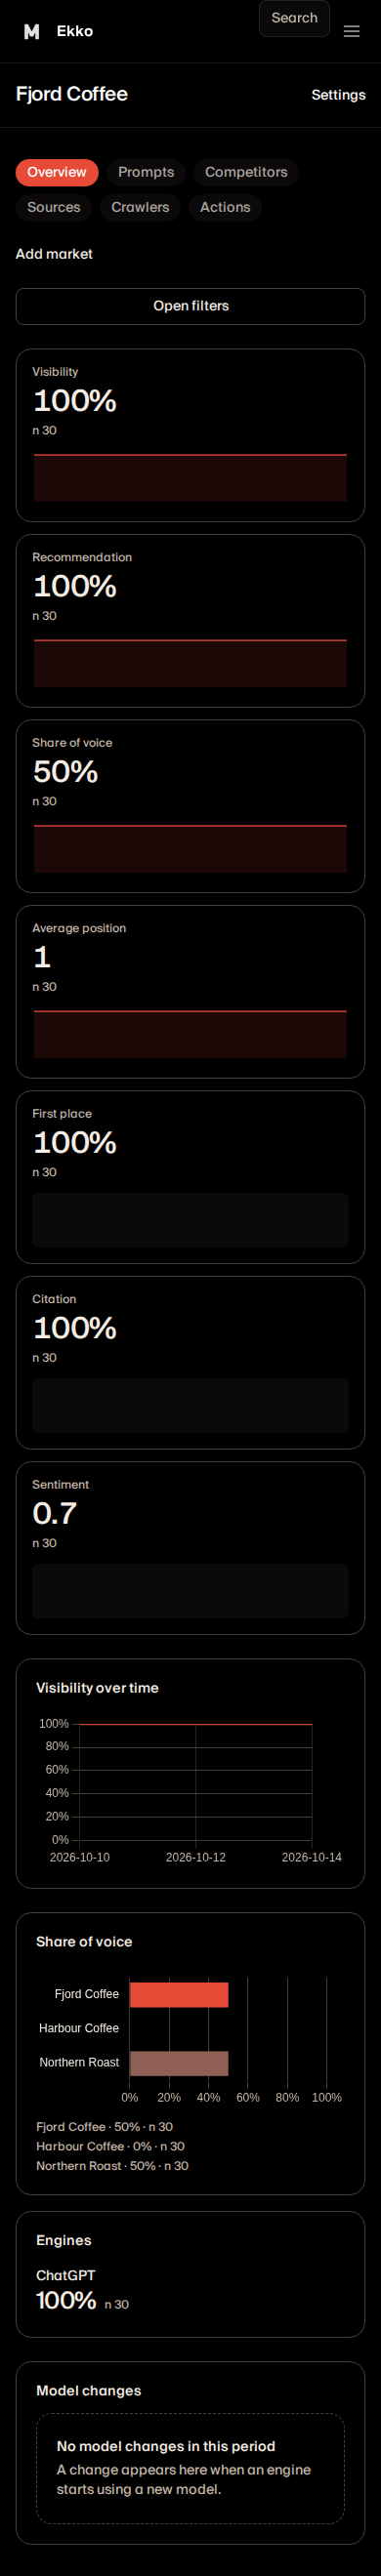 Search
Ekko
Fjord Coffee
Settings
Overview Prompts Competitors
Sources Crawlers Actions
Add market
Open filters
Visibility
100%
n 30
Recommendation
100%
n 30
Share of voice
50%
n 30
Average position
1
n 30
First place
100%
n 30
Citation
100%
n 30
Sentiment
0.7
n 30
Visibility over time
100%
80%
60%
40%
20%
0%
2026-10-10 2026-10-12 2026-10-14
Share of voice
Fjord Coffee
Harbour Coffee
Northern Roast
0% 20% 40% 60% 80% 100%
Fjord Coffee · 50% · n 30
Harbour Coffee · 0% · n 30
Northern Roast · 50% · n 30
Engines
ChatGPT
100% n 30
Model changes
No model changes in this period
A change appears here when an engine
starts using a new model.